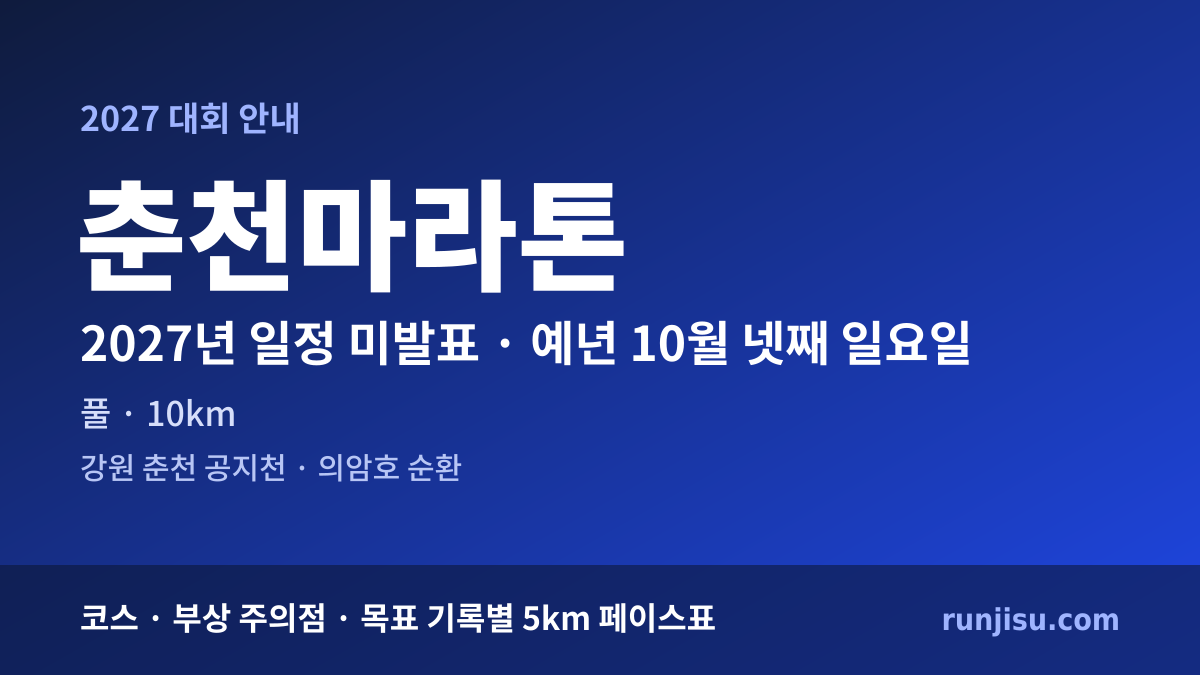 2027 대회 안내
춘천마라톤
2027년 일정 미발표 · 예년 10월 넷째 일요일
풀 · 10km
강원 춘천 공지천 · 의암호 순환
코스 · 부상 주의점 · 목표 기록별 5km 페이스표
runjisu.com